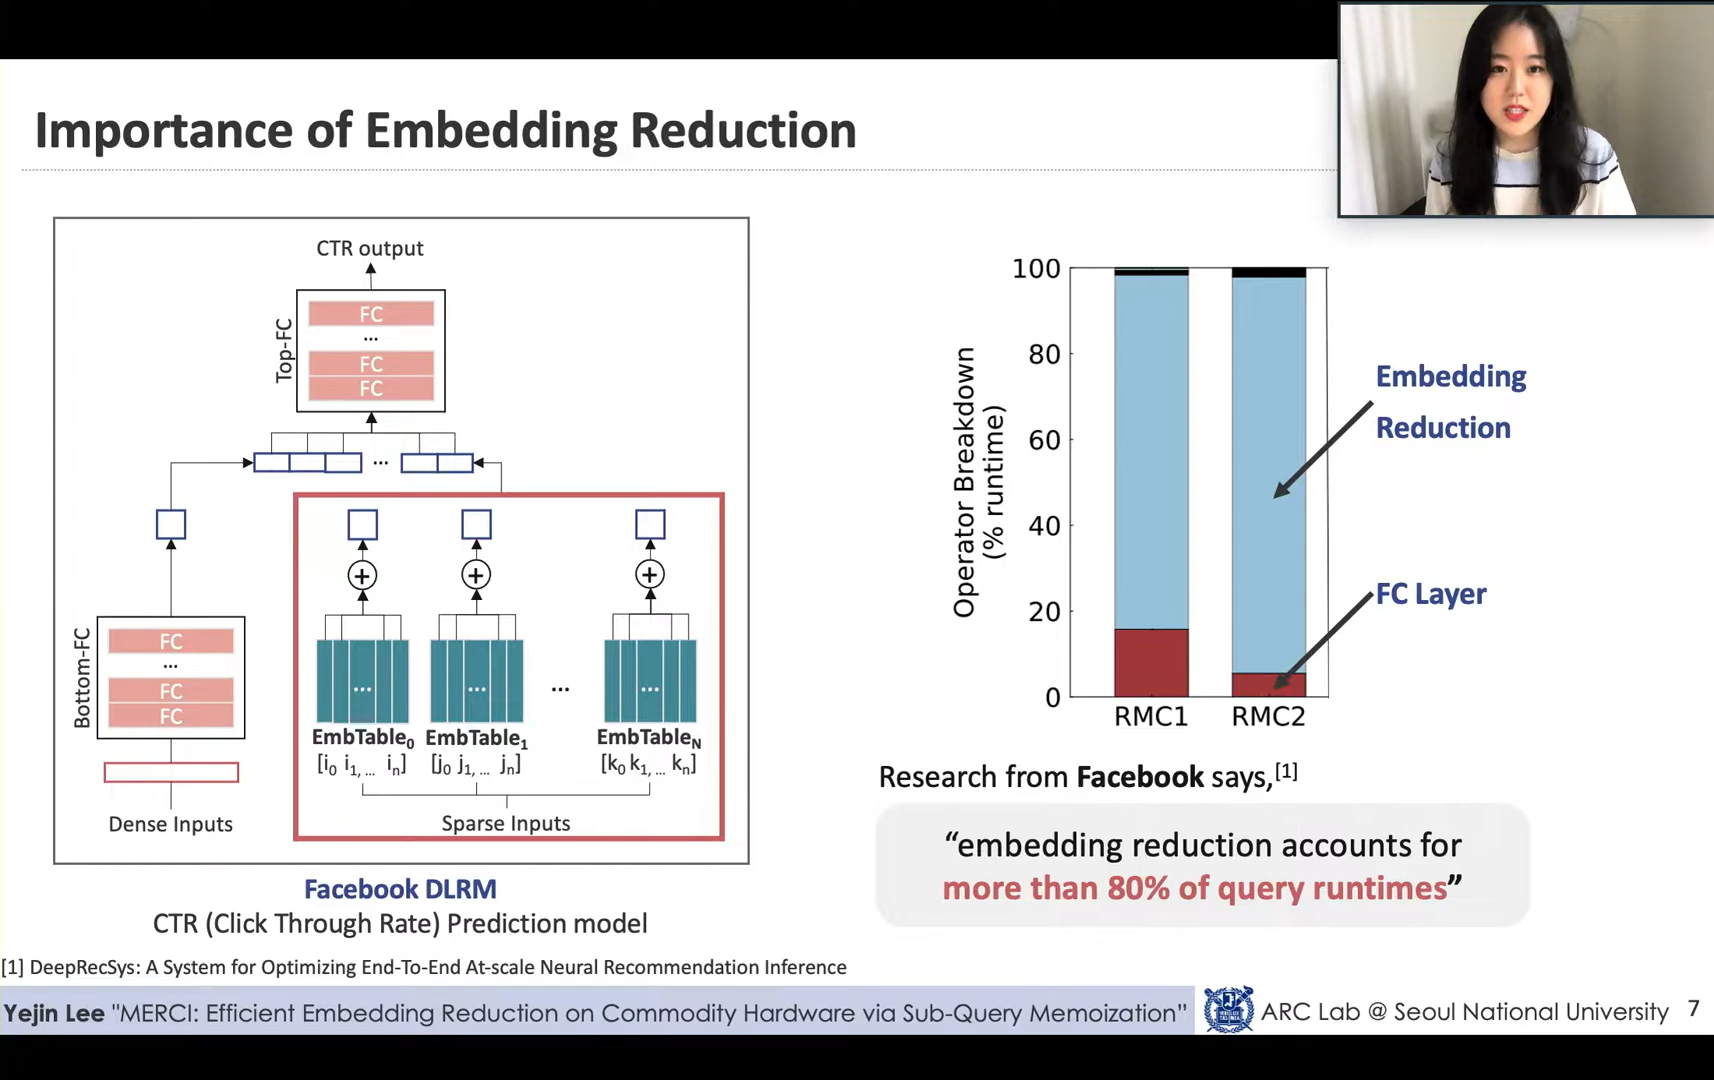 Importance of Embedding Reduction
CTR output
Top-FC
FC
...
FC
FC
...
Bottom-FC
FC
...
FC
FC
+
+
+
...
...
...
...
EmbTable₀
EmbTable₁
EmbTable_N
[i₀ i₁,... iₙ]
[j₀ j₁,... jₙ]
[k₀ k₁,... kₙ]
Dense Inputs
Sparse Inputs
Facebook DLRM
CTR (Click Through Rate) Prediction model
Operator Breakdown
(% runtime)
100
80
60
40
20
0
RMC1
RMC2
Embedding
Reduction
FC Layer
Research from Facebook says,[1]
“embedding reduction accounts for
more than 80% of query runtimes”
[1] DeepRecSys: A System for Optimizing End-To-End At-scale Neural Recommendation Inference
Yejin Lee "MERCI: Efficient Embedding Reduction on Commodity Hardware via Sub-Query Memoization”
ARC Lab @ Seoul National University
7